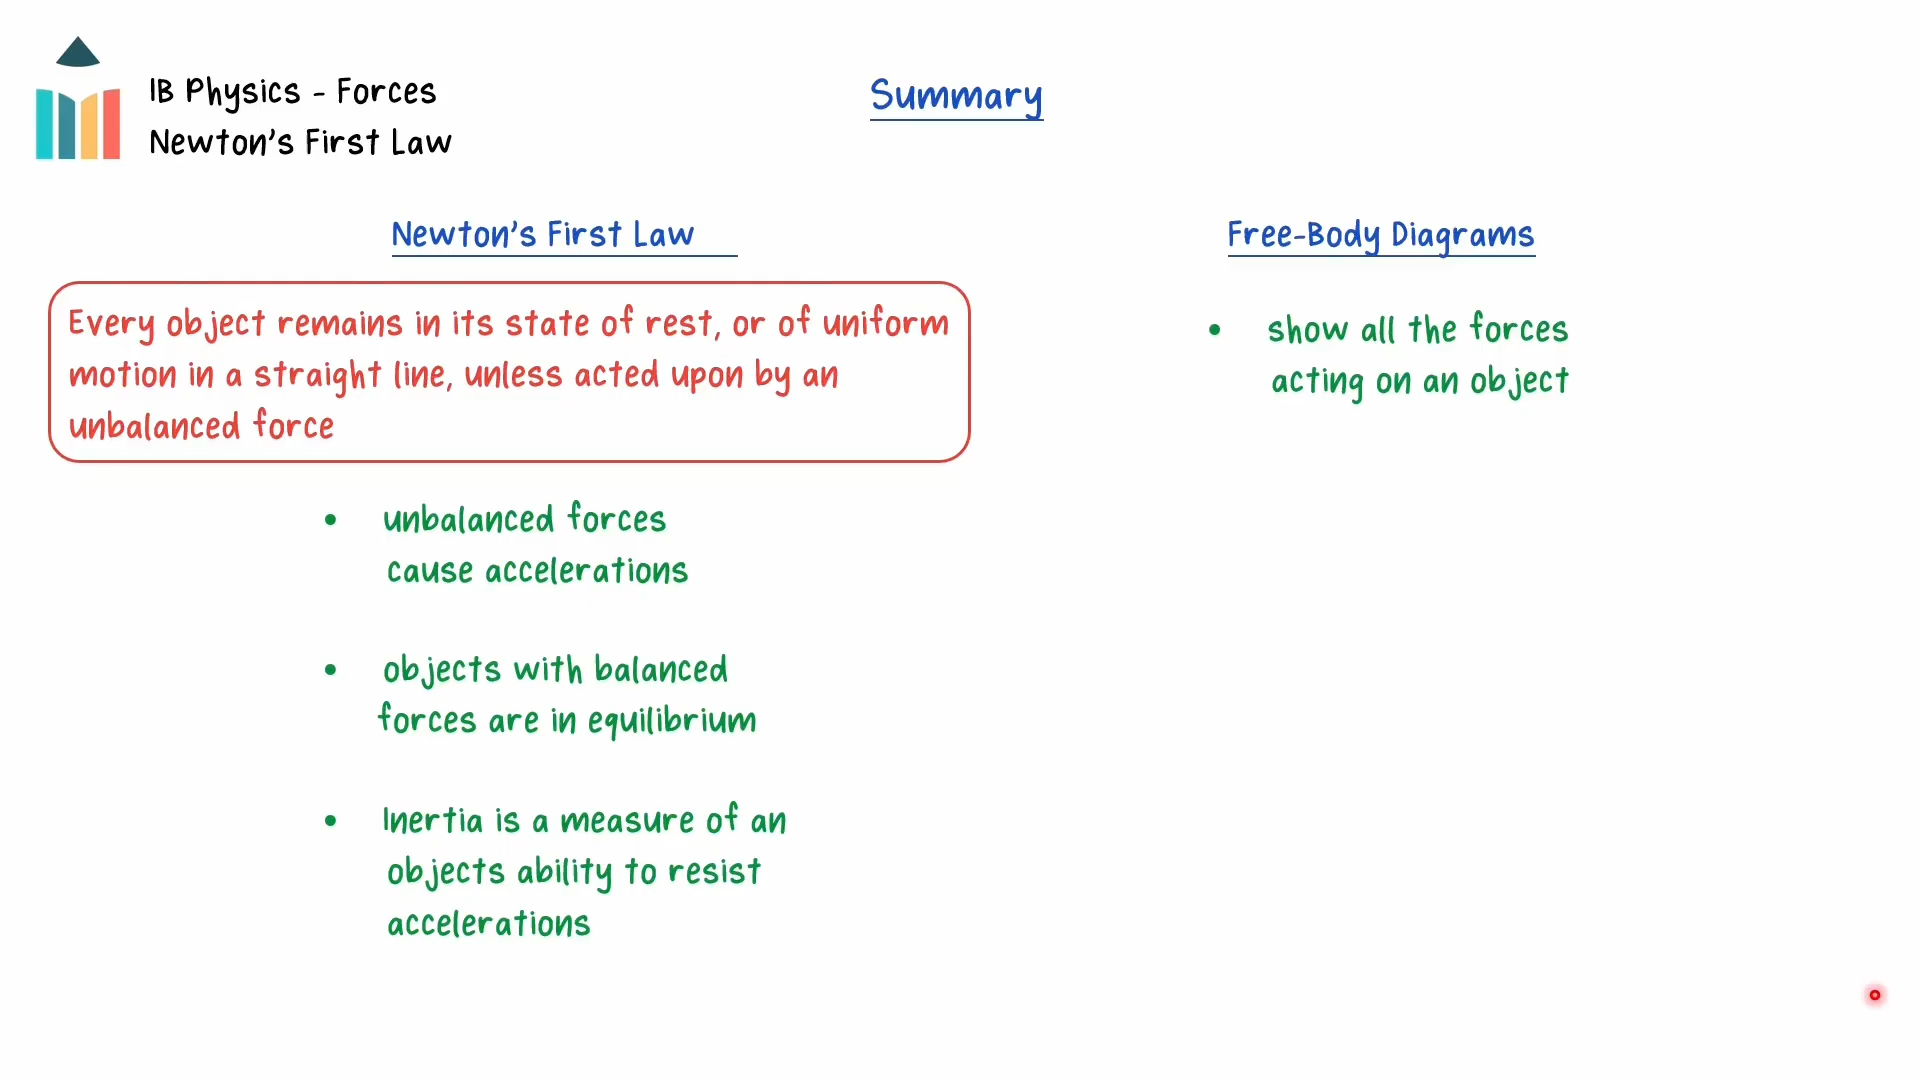 IB Physics - Forces
Newton's First Law
Summary
Newton's First Law
Every object remains in its state of rest, or of uniform
motion in a straight line, unless acted upon by an
unbalanced force
• unbalanced forces
cause accelerations
• objects with balanced
forces are in equilibrium
• Inertia is a measure of an
objects ability to resist
accelerations
Free-Body Diagrams
• show all the forces
acting on an object